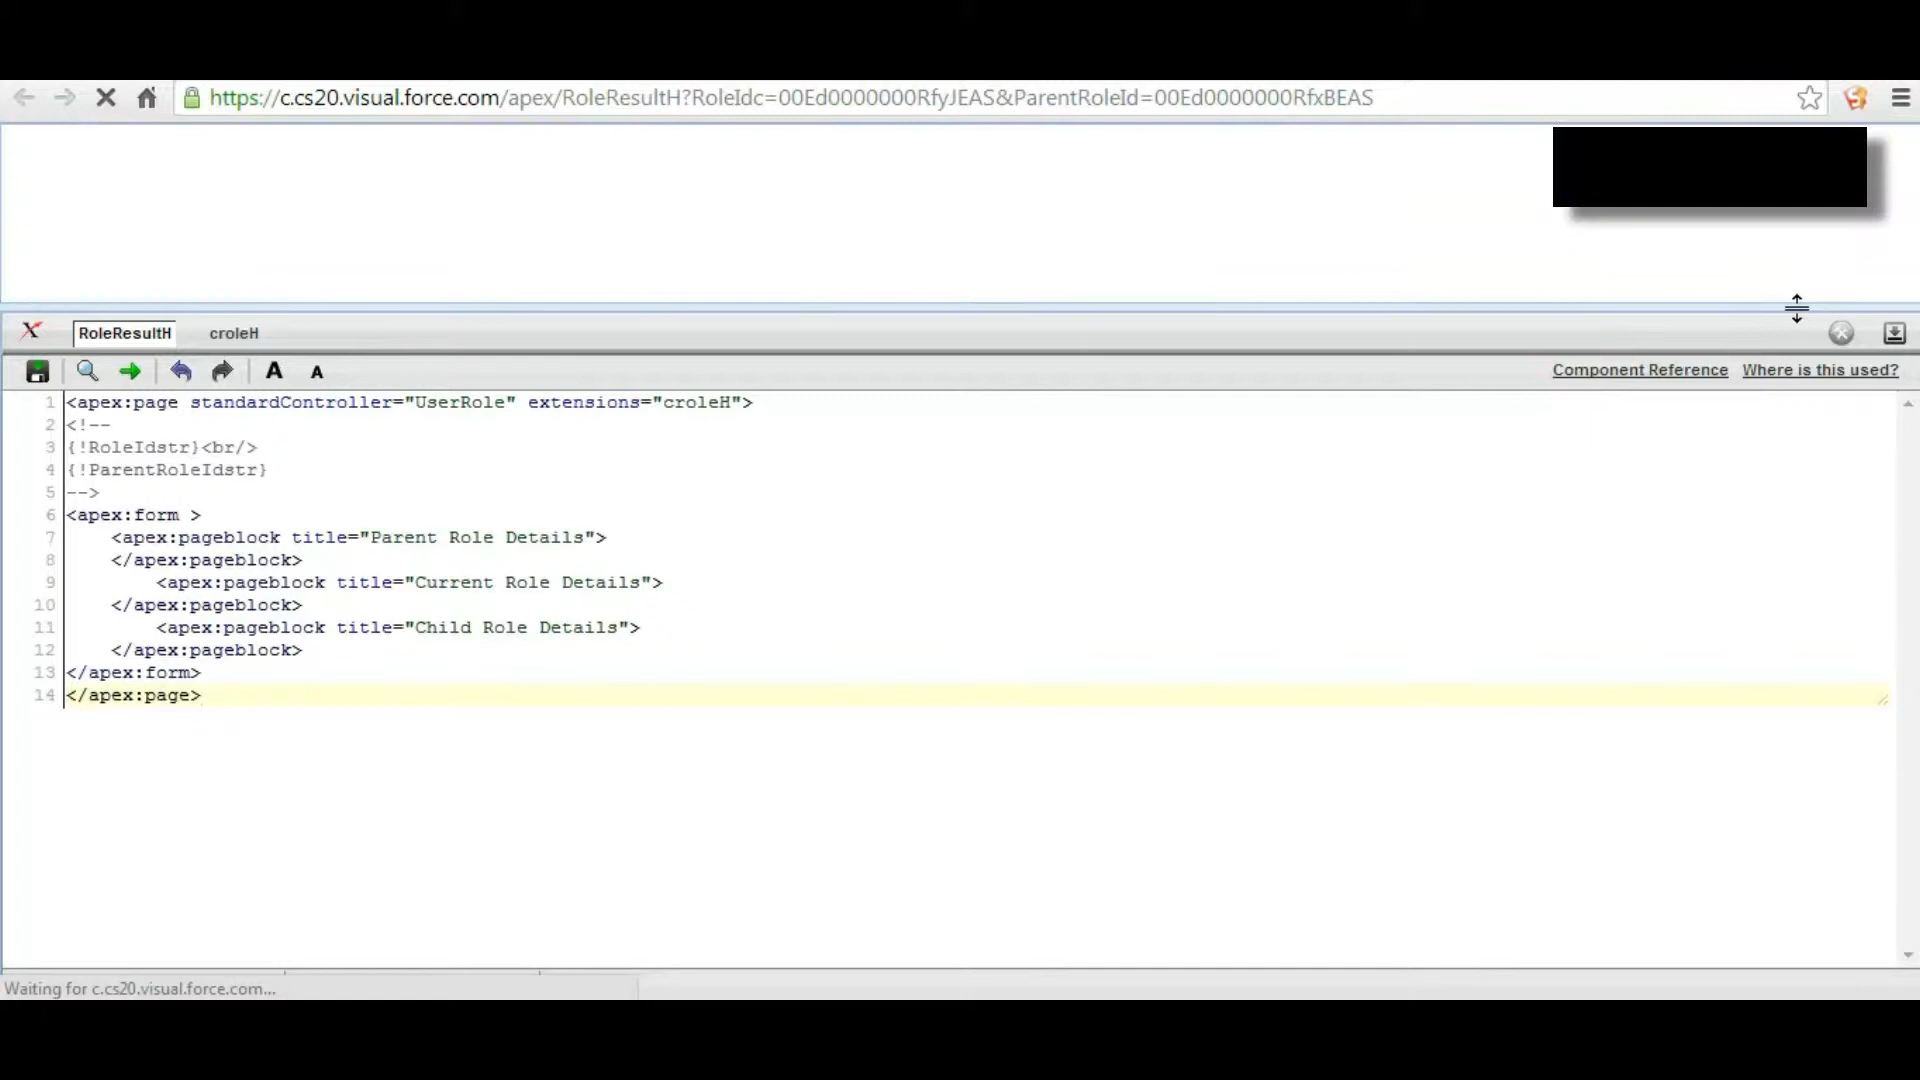 https://c.cs20.visual.force.com/apex/RoleResultH?RoleIdc=00Ed0000000RfyJEAS&ParentRoleId=00Ed0000000RfxBEAS
RoleResultH croleH
A A Component Reference Where is this used?
1 <apex:page standardController="UserRole" extensions="croleH">
2 <!--
3 {!RoleIdstr}<br/>
4 {!ParentRoleIdstr}
5 -->
6 <apex:form >
7 <apex:pageblock title="Parent Role Details">
8 </apex:pageblock>
9 <apex:pageblock title="Current Role Details">
10 </apex:pageblock>
11 <apex:pageblock title="Child Role Details">
12 </apex:pageblock>
13 </apex:form>
14 </apex:page>
Waiting for c.cs20.visual.force.com...